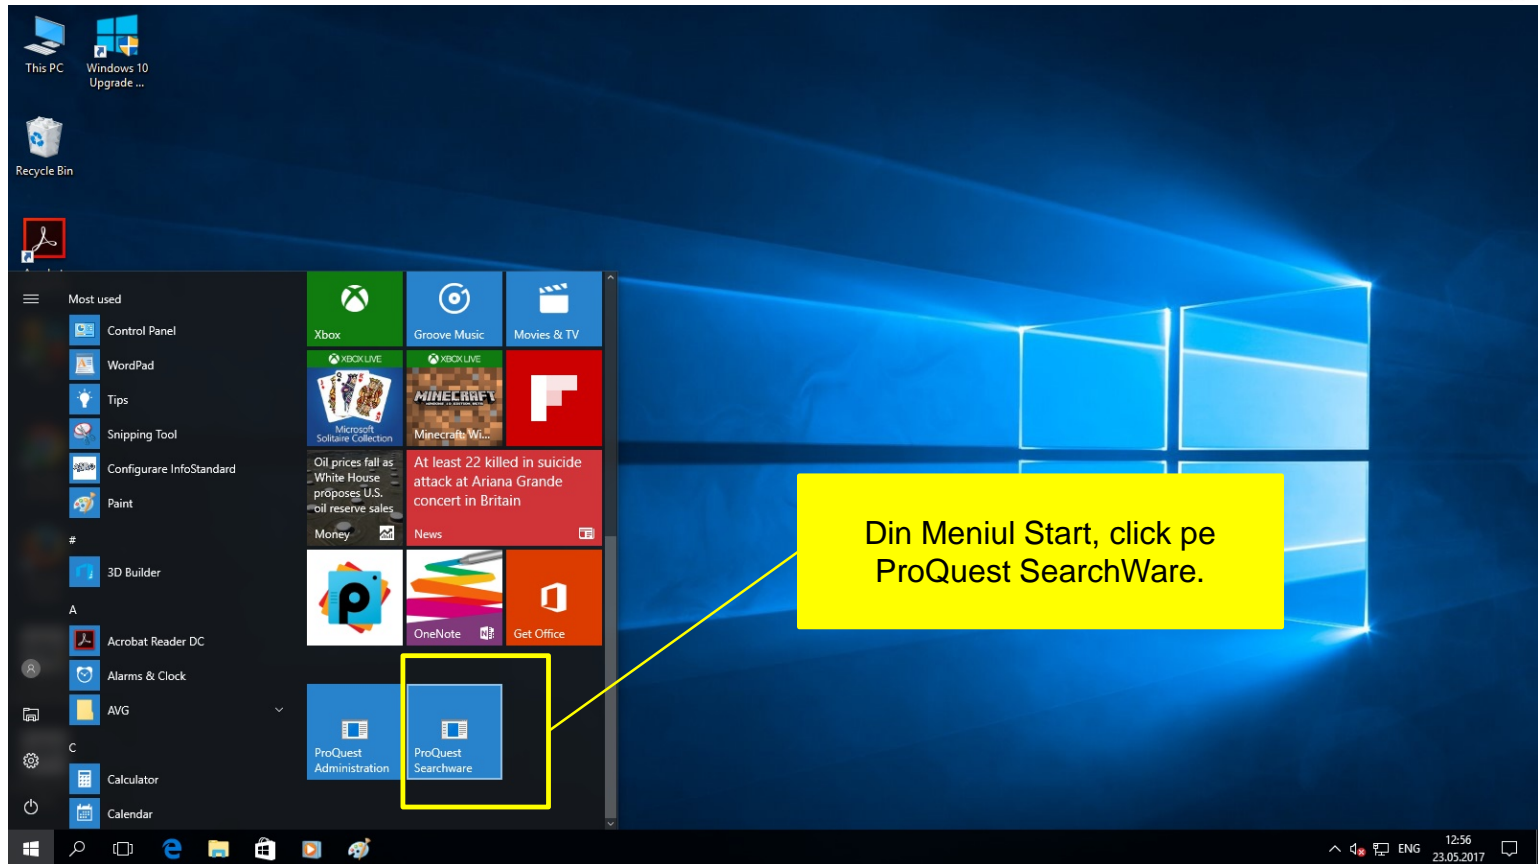 This PC
Windows 10
Upgrade ...
Recycle Bin
Most used
Control Panel
WordPad
Tips
Snipping Tool
Configurare InfoStandard
Paint
#
3D Builder
A
Acrobat Reader DC
Alarms & Clock
AVG
C
Calculator
Calendar
Xbox
Groove Music
Movies & TV
XBOX LIVE
Microsoft
Solitaire Collection
XBOX LIVE
MINECRAFT
Minecraft: Wi...
Oil prices fall as
White House
proposes U.S.
oil reserve sales
Money
At least 22 killed in suicide
attack at Ariana Grande
concert in Britain
News
OneNote
Get Office
ProQuest
Administration
ProQuest
Searchware
Din Meniul Start, click pe
ProQuest SearchWare.
ENG
12:56
23.05.2017